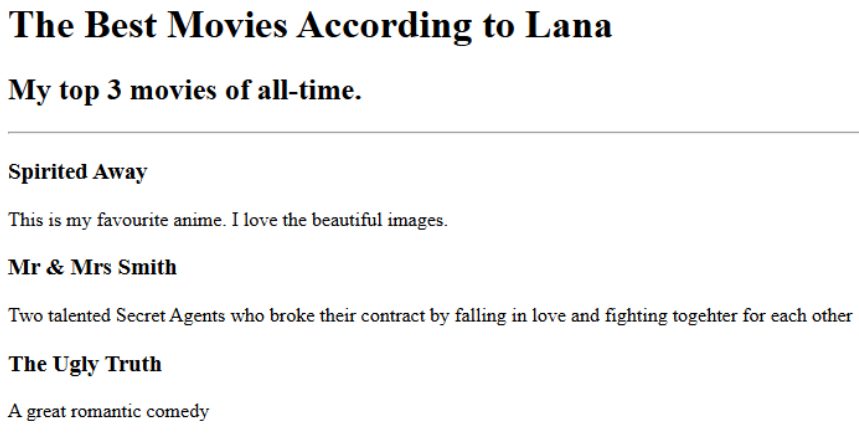 The Best Movies According to Lana
My top 3 movies of all-time.
Spirited Away
This is my favourite anime. I love the beautiful images.
Mr & Mrs Smith
Two talented Secret Agents who broke their contract by falling in love and fighting togehter for each other
The Ugly Truth
A great romantic comedy